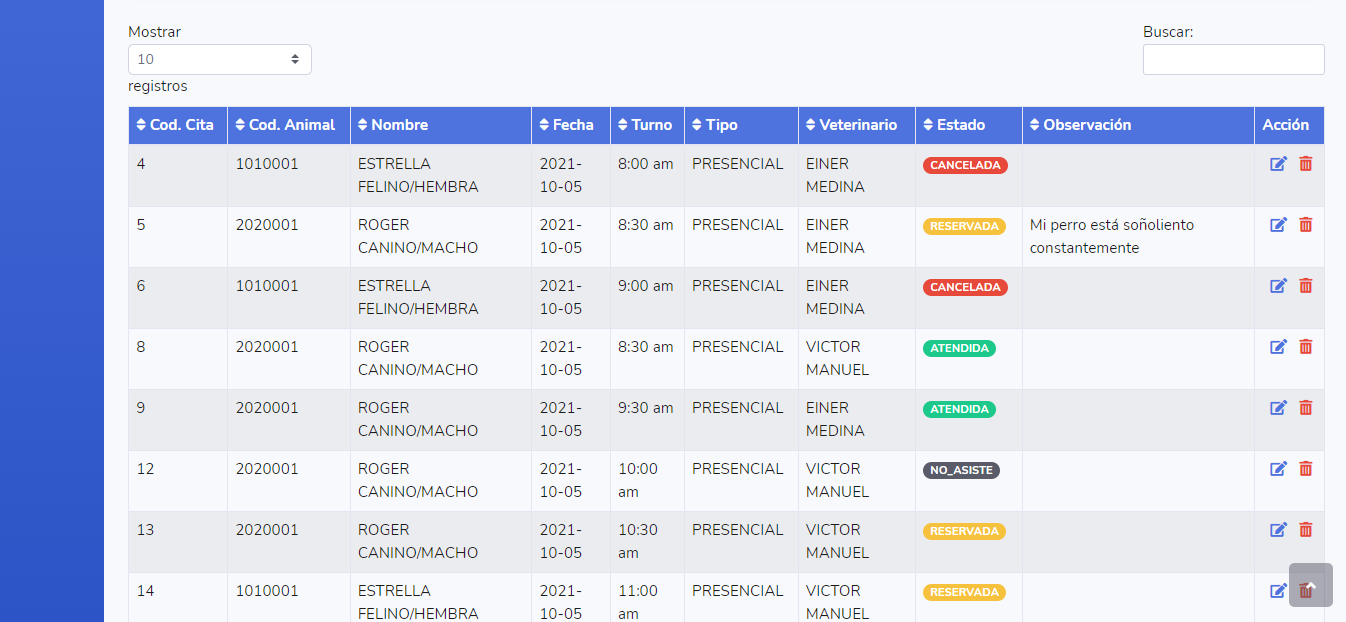 Mostrar
Buscar:
10
registros
Cod. Cita Cod. Animal Nombre Fecha Turno Tipo Veterinario Estado Observación Acción
4 1010001 ESTRELLA 2021- 8:00 am PRESENCIAL EINER CANCELADA
FELINO/HEMBRA 10-05 MEDINA
5 2020001 ROGER 2021- 8:30 am PRESENCIAL EINER RESERVADA Mi perro está soñoliento
CANINO/MACHO 10-05 MEDINA constantemente
6 1010001 ESTRELLA 2021- 9:00 am PRESENCIAL EINER CANCELADA
FELINO/HEMBRA 10-05 MEDINA
8 2020001 ROGER 2021- 8:30 am PRESENCIAL VICTOR ATENDIDA
CANINO/MACHO 10-05 MANUEL
9 2020001 ROGER 2021- 9:30 am PRESENCIAL EINER ATENDIDA
CANINO/MACHO 10-05 MEDINA
12 2020001 ROGER 2021- 10:00 PRESENCIAL VICTOR NO_ASISTE
CANINO/MACHO 10-05 am MANUEL
13 2020001 ROGER 2021- 10:30 PRESENCIAL VICTOR RESERVADA
CANINO/MACHO 10-05 am MANUEL
14 1010001 ESTRELLA 2021- 11:00 PRESENCIAL VICTOR RESERVADA
FELINO/HEMBRA 10-05 am MANUEL